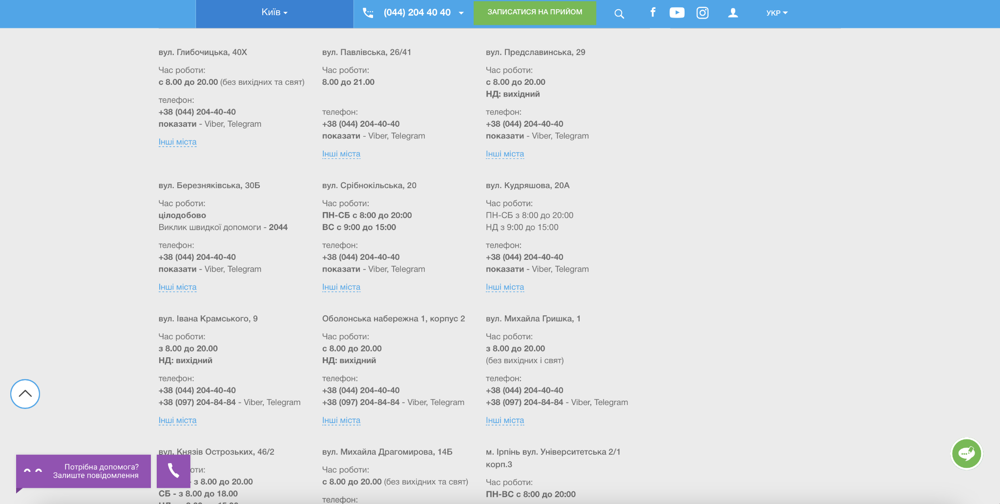 Київ
(044) 204 40 40
ЗАПИСАТИСЯ НА ПРИЙОМ
УКР
вул. Глибочицька, 40Х
Час роботи:
с 8.00 до 20.00 (без вихідних та свят)
телефон:
+38 (044) 204-40-40
показати - Viber, Telegram
Інші міста
вул. Павлівська, 26/41
Час роботи:
8.00 до 21.00
телефон:
+38 (044) 204-40-40
показати - Viber, Telegram
Інші міста
вул. Предславинська, 29
Час роботи:
с 8.00 до 20.00
НД: вихідний
телефон:
+38 (044) 204-40-40
показати - Viber, Telegram
Інші міста
вул. Березняківська, 30Б
Час роботи:
цілодобово
Виклик швидкої допомоги - 2044
телефон:
+38 (044) 204-40-40
показати - Viber, Telegram
Інші міста
вул. Срібнокільська, 20
Час роботи:
ПН-СБ с 8:00 до 20:00
ВС с 9:00 до 15:00
телефон:
+38 (044) 204-40-40
показати - Viber, Telegram
Інші міста
вул. Кудряшова, 20А
Час роботи:
ПН-СБ з 8:00 до 20:00
НД з 9:00 до 15:00
телефон:
+38 (044) 204-40-40
показати - Viber, Telegram
Інші міста
вул. Івана Крамського, 9
Час роботи:
з 8.00 до 20.00
НД: вихідний
телефон:
+38 (044) 204-40-40
+38 (097) 204-84-84 - Viber, Telegram
Інші міста
Оболонська набережна 1, корпус 2
Час роботи:
с 8.00 до 20.00
НД: вихідний
телефон:
+38 (044) 204-40-40
+38 (097) 204-84-84 - Viber, Telegram
Інші міста
вул. Михайла Гришка, 1
Час роботи:
з 8.00 до 20.00
(без вихідних і свят)
телефон:
+38 (044) 204-40-40
+38 (097) 204-84-84 - Viber, Telegram
Інші міста
вул. Князів Острозьких, 46/2
- з 8.00 до 20.00
СБ - з 8.00 до 18.00
вул. Михайла Драгомирова, 14Б
Час роботи:
с 8.00 до 20.00 (без вихідних та свят)
телефон:
м. Ірпінь вул. Університетська 2/1
корп.3
Час роботи:
ПН-ВС с 8:00 до 20:00
Потрібна допомога?
Залиште повідомлення